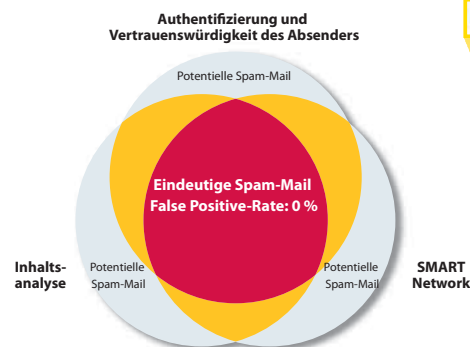 Authentifizierung und
Vertrauenswürdigkeit des Absenders
Potentielle Spam-Mail
Eindeutige Spam-Mail
False Positive-Rate: 0 %
Inhalts-
analyse
Potentielle
Spam-Mail
Potentielle
Spam-Mail
SMART
Network